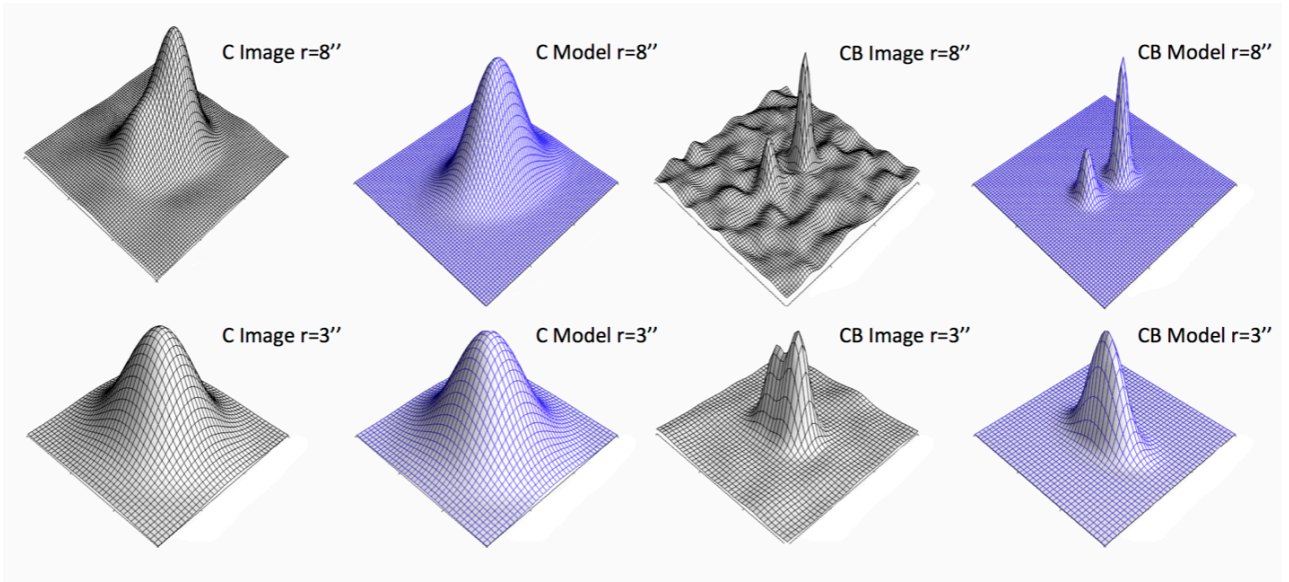 C Image r=8’’
C Model r=8’’
CB Image r=8’’
CB Model r=8’’
C Image r=3’’
C Model r=3’’
CB Image r=3’’
CB Model r=3’’